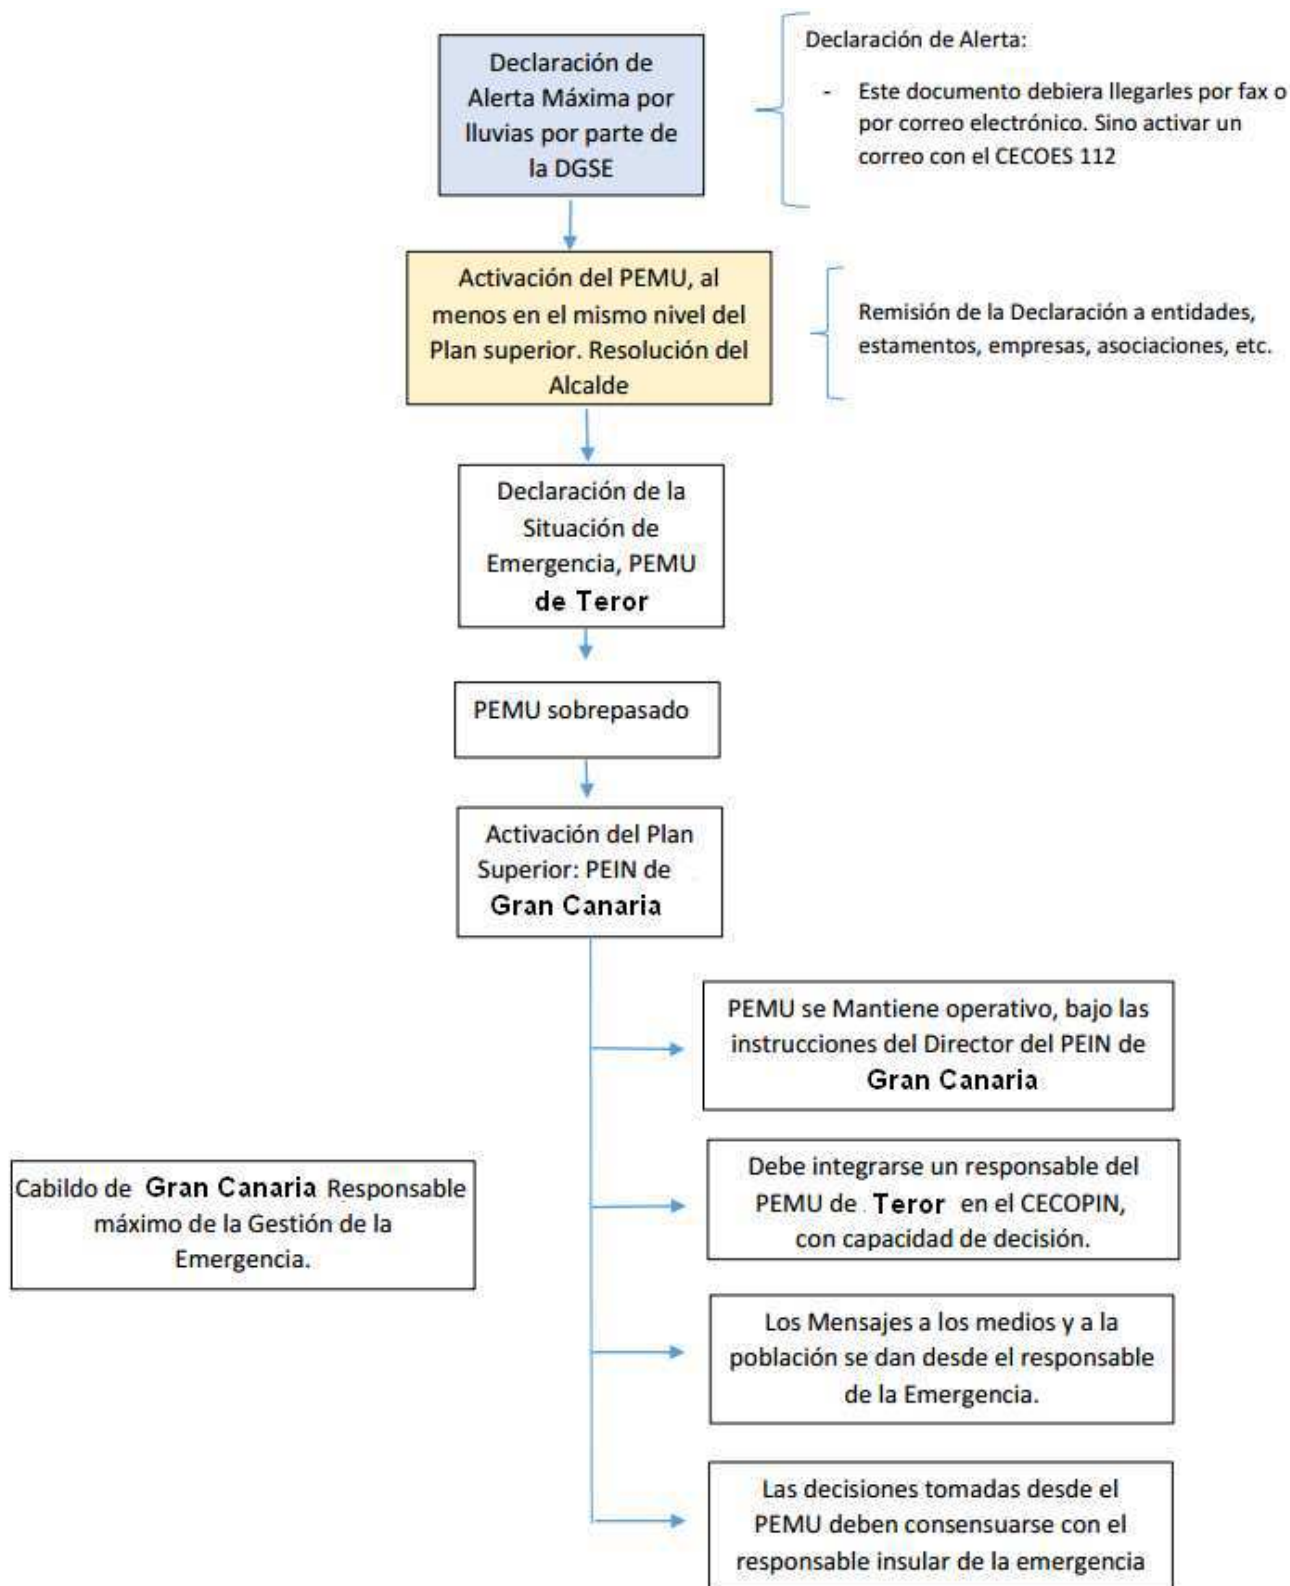 Declaración de
Alerta Máxima por
lluvias por parte de
la DGSE
Declaración de Alerta:
- Este documento debiera llegarles por fax o
por correo electrónico. Sino activar un
correo con el CECOES 112
Activación del PEMU, al
menos en el mismo nivel del
Plan superior. Resolución del
Alcalde
Remisión de la Declaración a entidades,
estamentos, empresas, asociaciones, etc.
Declaración de la
Situación de
Emergencia, PEMU
de Teror
PEMU sobrepasado
Activación del Plan
Superior: PEIN de
Gran Canaria
PEMU se Mantiene operativo, bajo las
instrucciones del Director del PEIN de
Gran Canaria
Cabildo de Gran Canaria Responsable
máximo de la Gestión de la
Emergencia.
Debe integrarse un responsable del
PEMU de Teror en el CECOPIN,
con capacidad de decisión.
Los Mensajes a los medios y a la
población se dan desde el responsable
de la Emergencia.
Las decisiones tomadas desde el
PEMU deben consensuarse con el
responsable insular de la emergencia